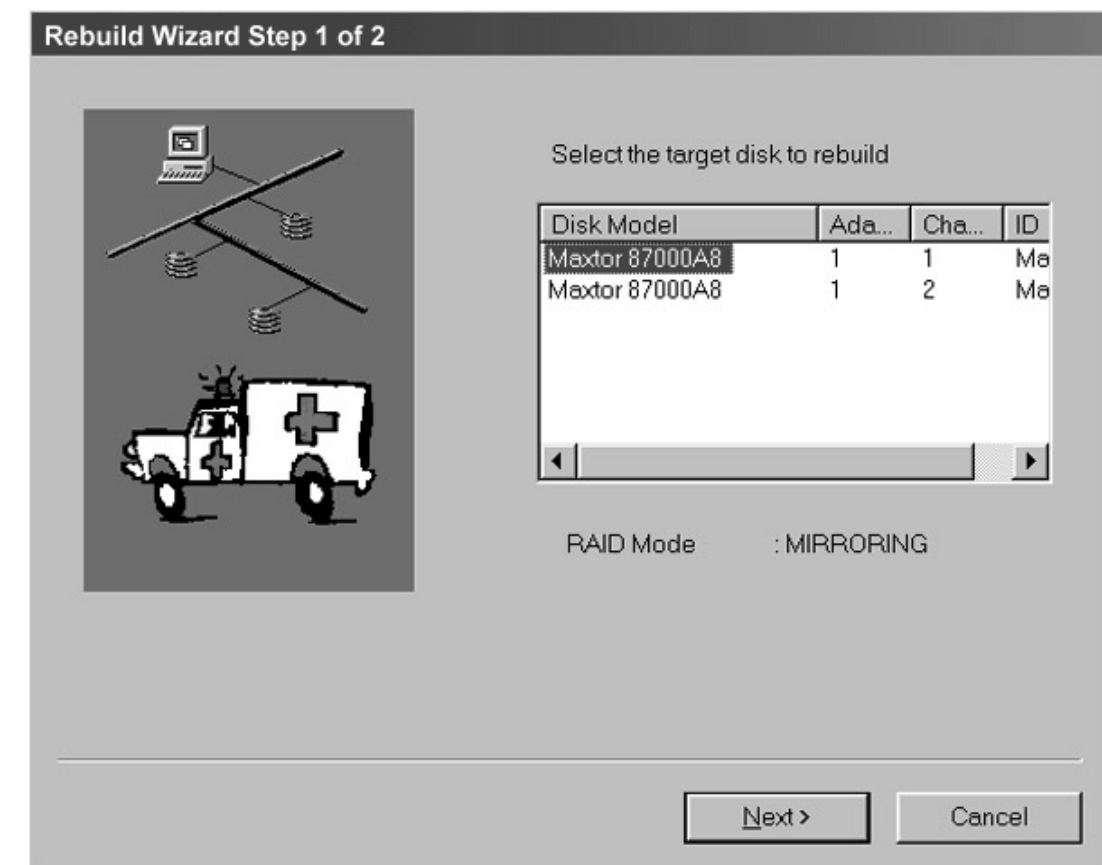 Rebuild Wizard Step 1 of 2
Select the target disk to rebuild
Disk Model Ada... Cha... ID
Maxtor 87000A8 1 1 Ma
Maxtor 87000A8 1 2 Ma
RAID Mode : MIRRORING
Next > Cancel